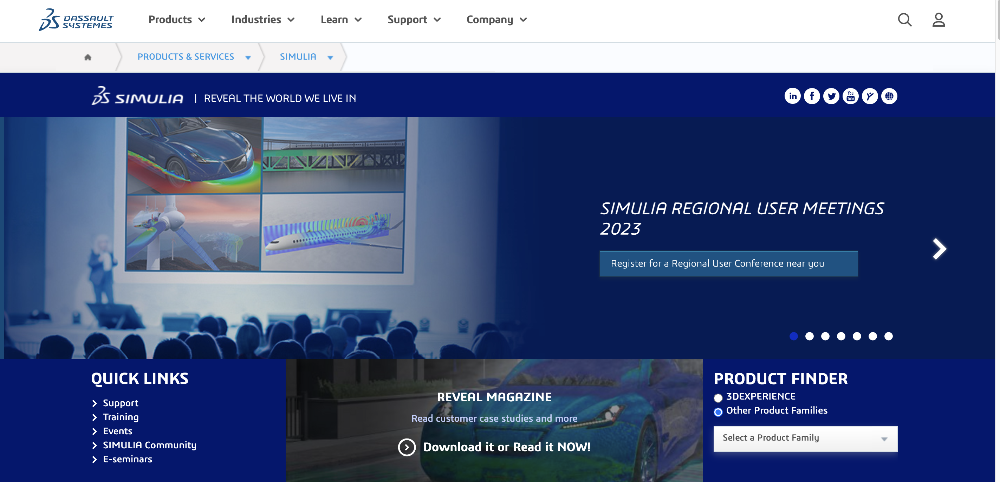 DASSAULT
SYSTEMES
Products
Industries
Learn
Support
Company
PRODUCTS & SERVICES
SIMULIA
SIMULIA | REVEAL THE WORLD WE LIVE IN
in
f
You
Tube
SIMULIA REGIONAL USER MEETINGS
2023
Register for a Regional User Conference near you
QUICK LINKS
Support
Training
Events
SIMULIA Community
E-seminars
REVEAL MAGAZINE
Read customer case studies and more
Download it or Read it NOW!
PRODUCT FINDER
3DEXPERIENCE
Other Product Families
Select a Product Family